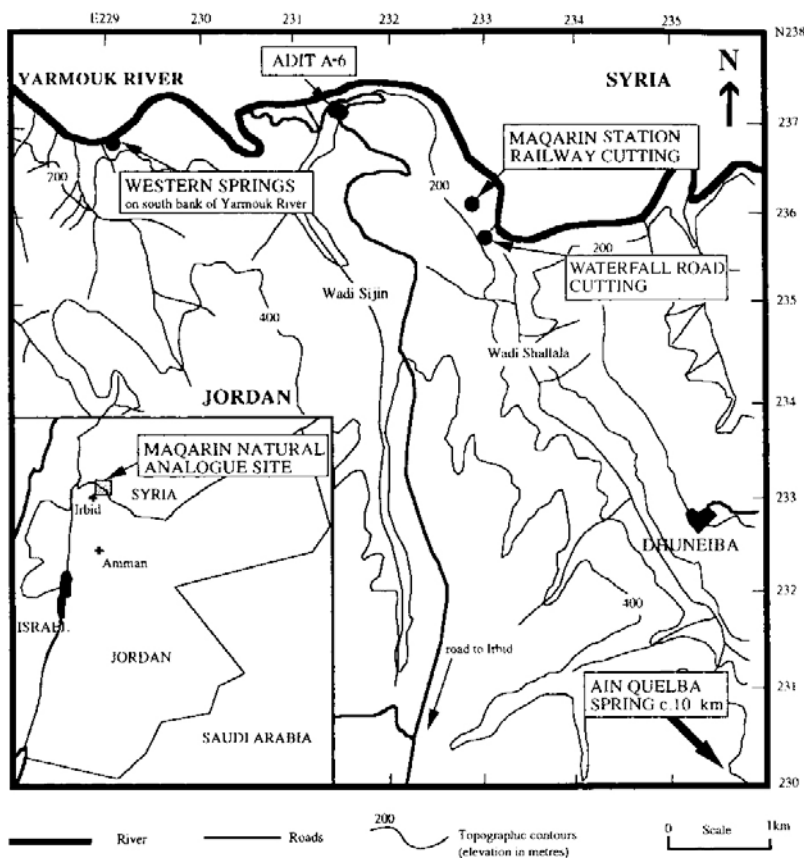 E229 230 231 232 233 234 235
N238
ADIT A-6
YARMOUK RIVER
SYRIA
N
237
MAQARIN STATION
RAILWAY CUTTING
200
200
WESTERN SPRINGS
on south bank of Yarmouk River
236
200
WATERFALL ROAD
CUTTING
Wadi Sijin
235
400
Wadi Shallala
JORDAN
234
MAQARIN NATURAL
ANALOGUE SITE
SYRIA
233
Irbid
DHUNEIBA
Amman
232
400
ISRAEL
JORDAN
road to Irbid
231
AIN QUELBA
SPRING c.10 km
SAUDI ARABIA
230
River
Roads
200
Topographic contours
(elevation in metres)
0 Scale 1km